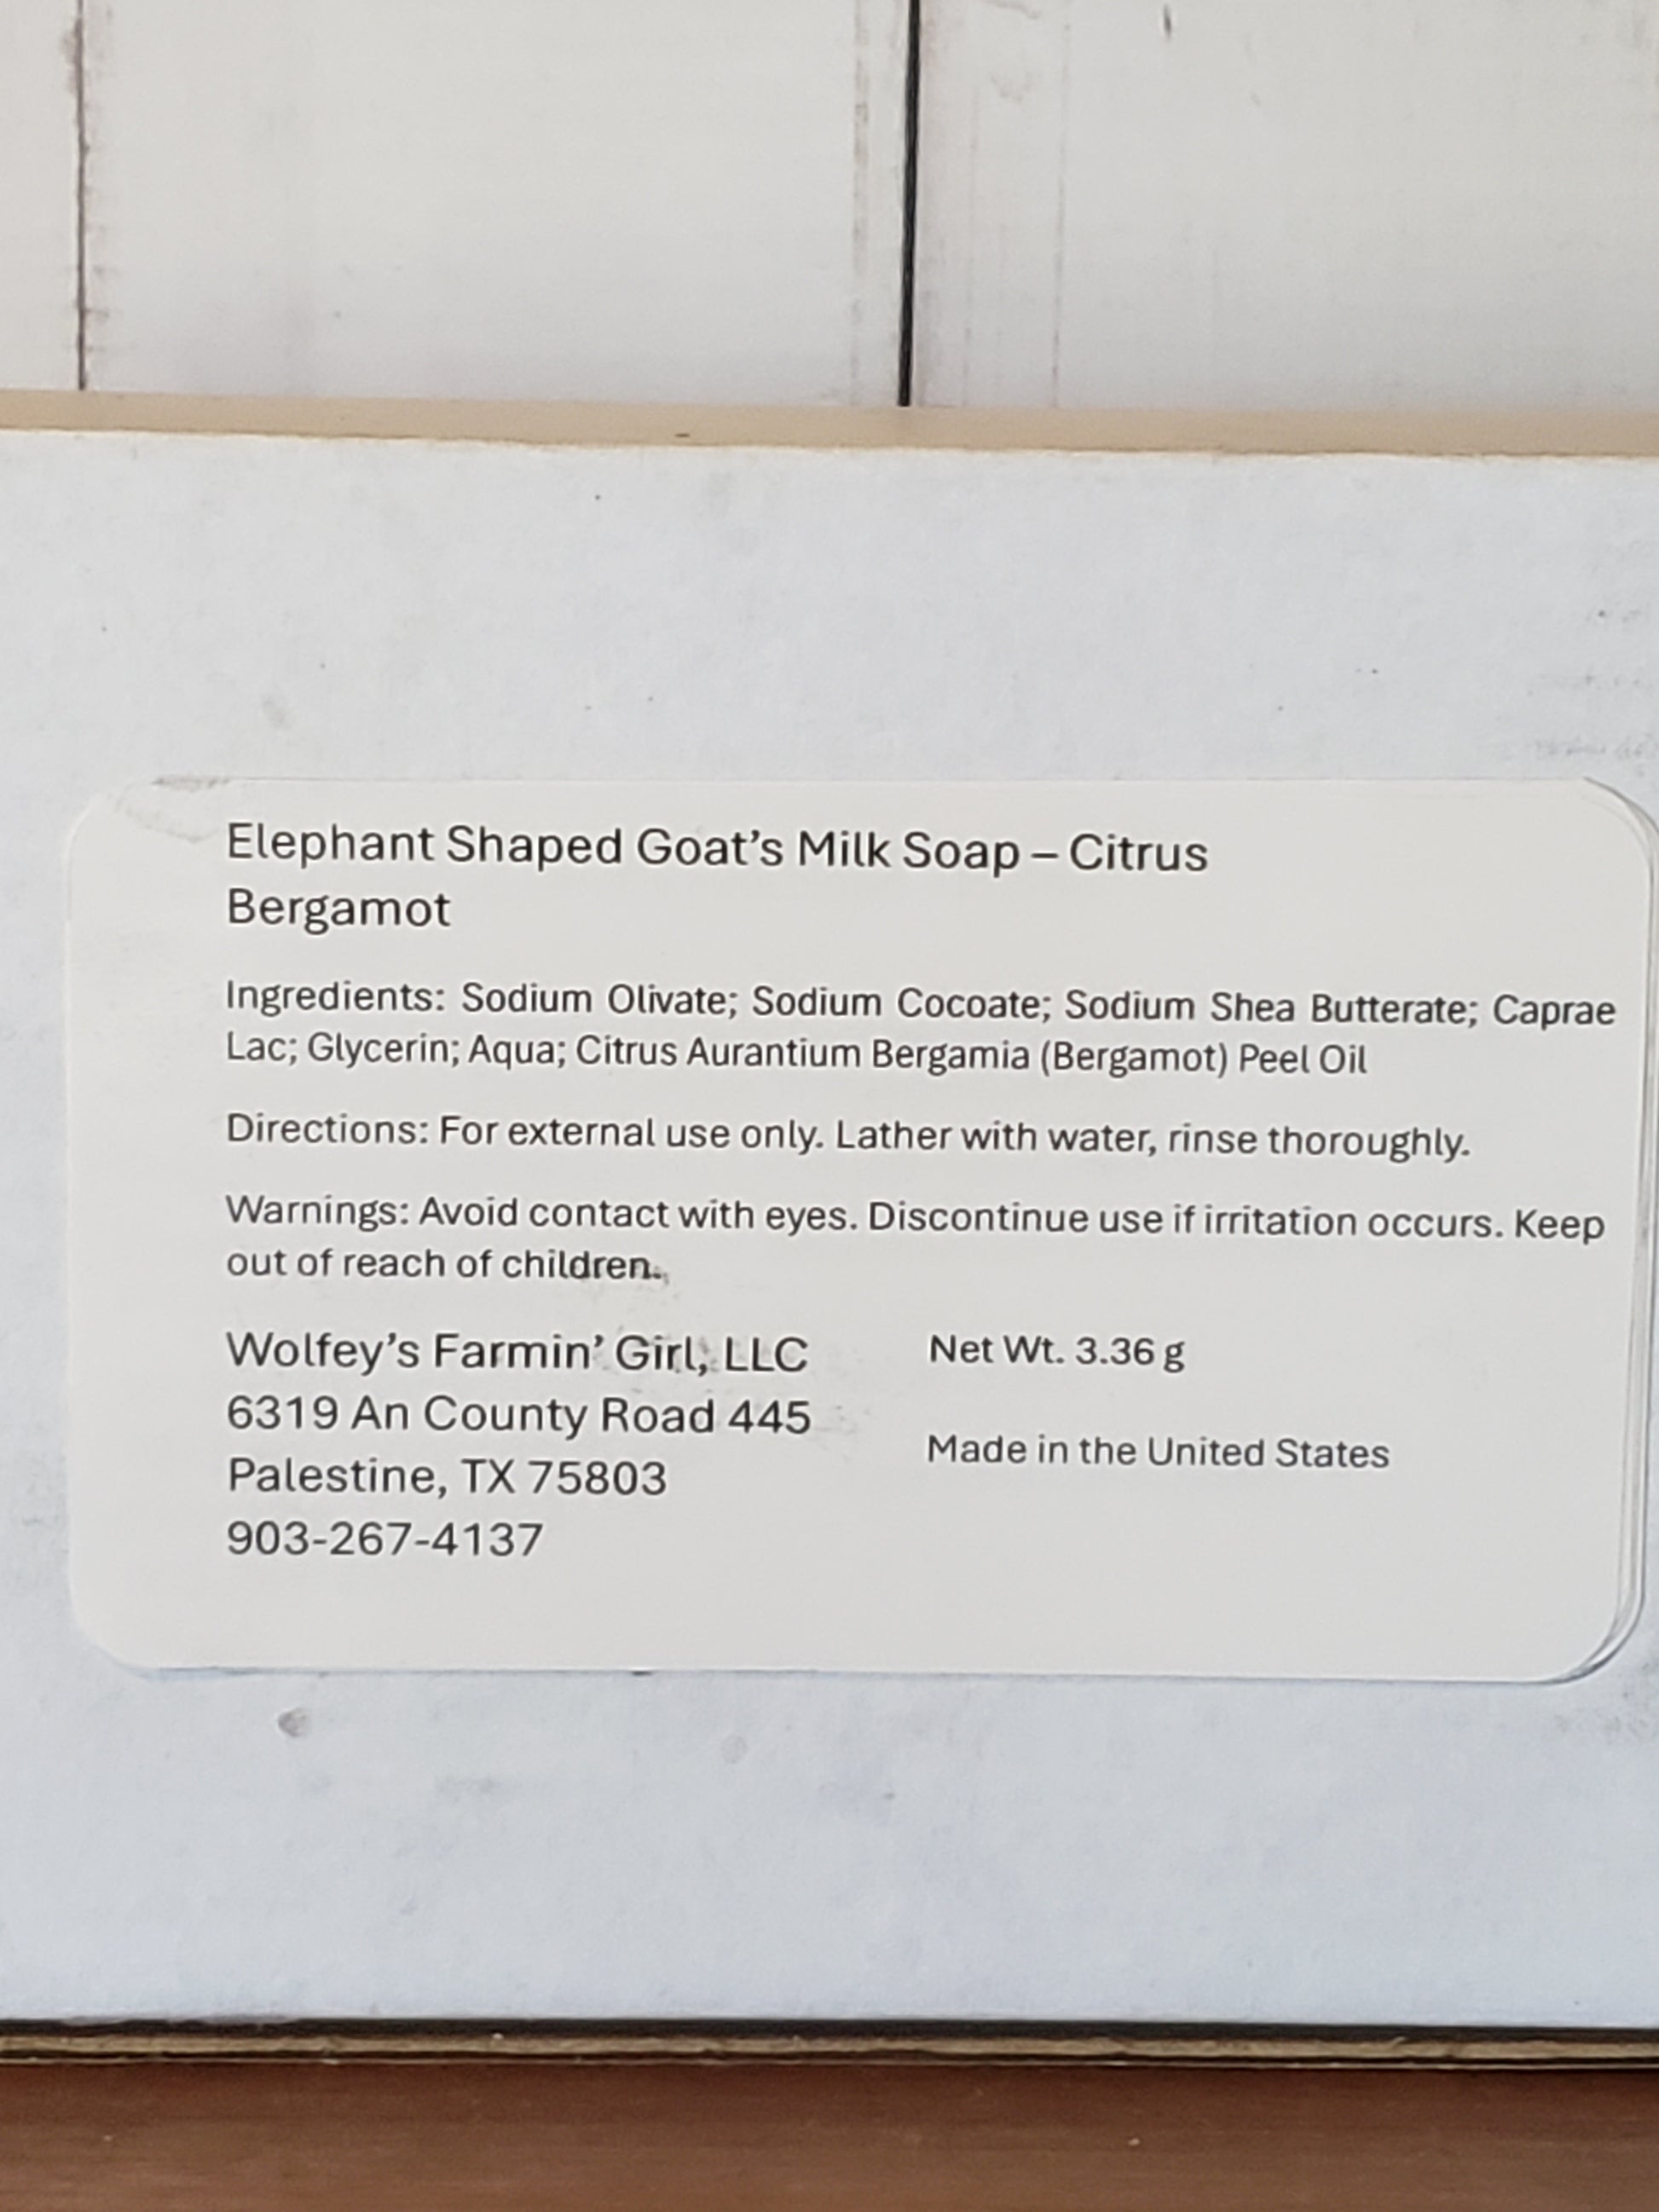 Elephant Shaped Goat's Milk Soap – Citrus
Bergamot
Ingredients: Sodium Olivate; Sodium Cocoate; Sodium Shea Butterate; Caprae
Lac; Glycerin; Aqua; Citrus Aurantium Bergamia (Bergamot) Peel Oil
Directions: For external use only. Lather with water, rinse thoroughly.
Warnings: Avoid contact with eyes. Discontinue use if irritation occurs. Keep
out of reach of children.
Wolfey's Farmin' Girl, LLC
6319 An County Road 445
Palestine, TX 75803
903-267-4137
Net Wt. 3.36 g
Made in the United States